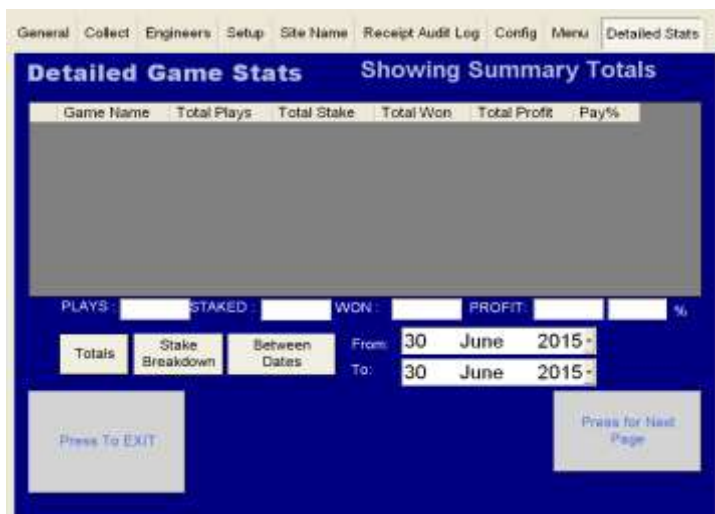 General Collect Engineers Setup Site Name Receipt Audit Log Config Menu Detailed Stats
Detailed Game Stats Showing Summary Totals
Game Name Total Plays Total Stake Total Won Total Profit Pay%
PLAYS: STAKED: WON: PROFIT: %
Totals
Stake
Breakdown
Between
Dates
From: 30 June 2015
To: 30 June 2015
Press To EXIT
Press for Next
Page